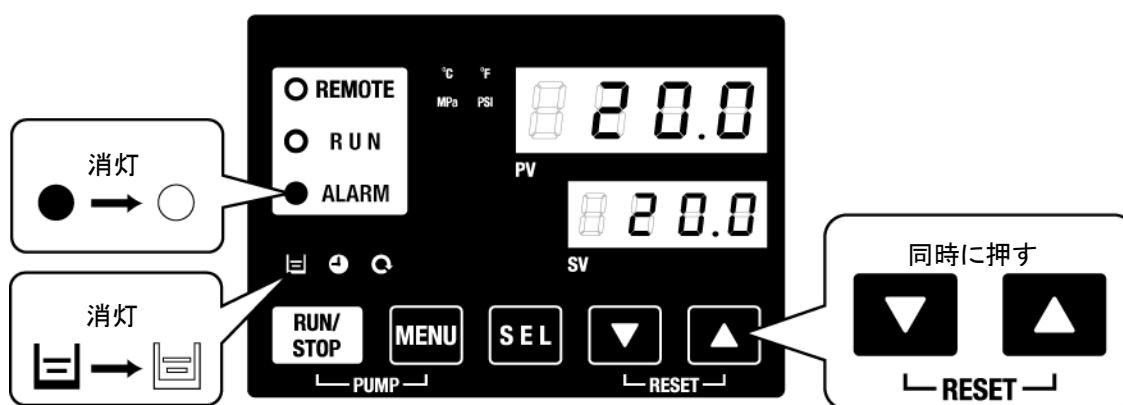 REMOTE
RUN
ALARM
°C °F
MPa PSI
20.0
PV
20.0
SV
消灯
消灯
RUN/
STOP
MENU
SEL
PUMP
RESET
同時に押す
RESET